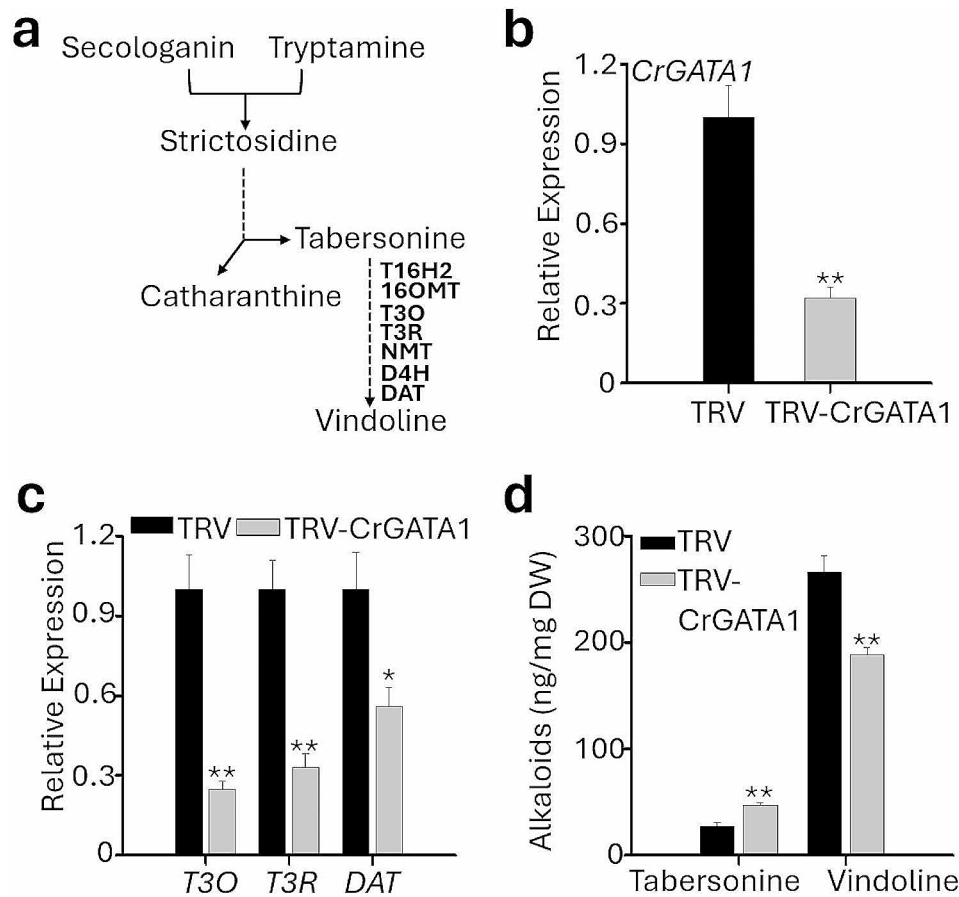 a
Secologanin Tryptamine
Strictosidine
Tabersonine
Catharanthine
T16H2
16OMT
T3O
T3R
NMT
D4H
DAT
Vindoline
b
CrGATA1
Relative Expression
1.2
0.9
0.6
0.3
0
**
TRV TRV-CrGATA1
c
TRV TRV-CrGATA1
Relative Expression
1.2
0.9
0.6
0.3
0
** ** *
T3O T3R DAT
d
TRV
TRV-
CrGATA1
Alkaloids (ng/mg DW)
300
200
100
0
** **
Tabersonine Vindoline